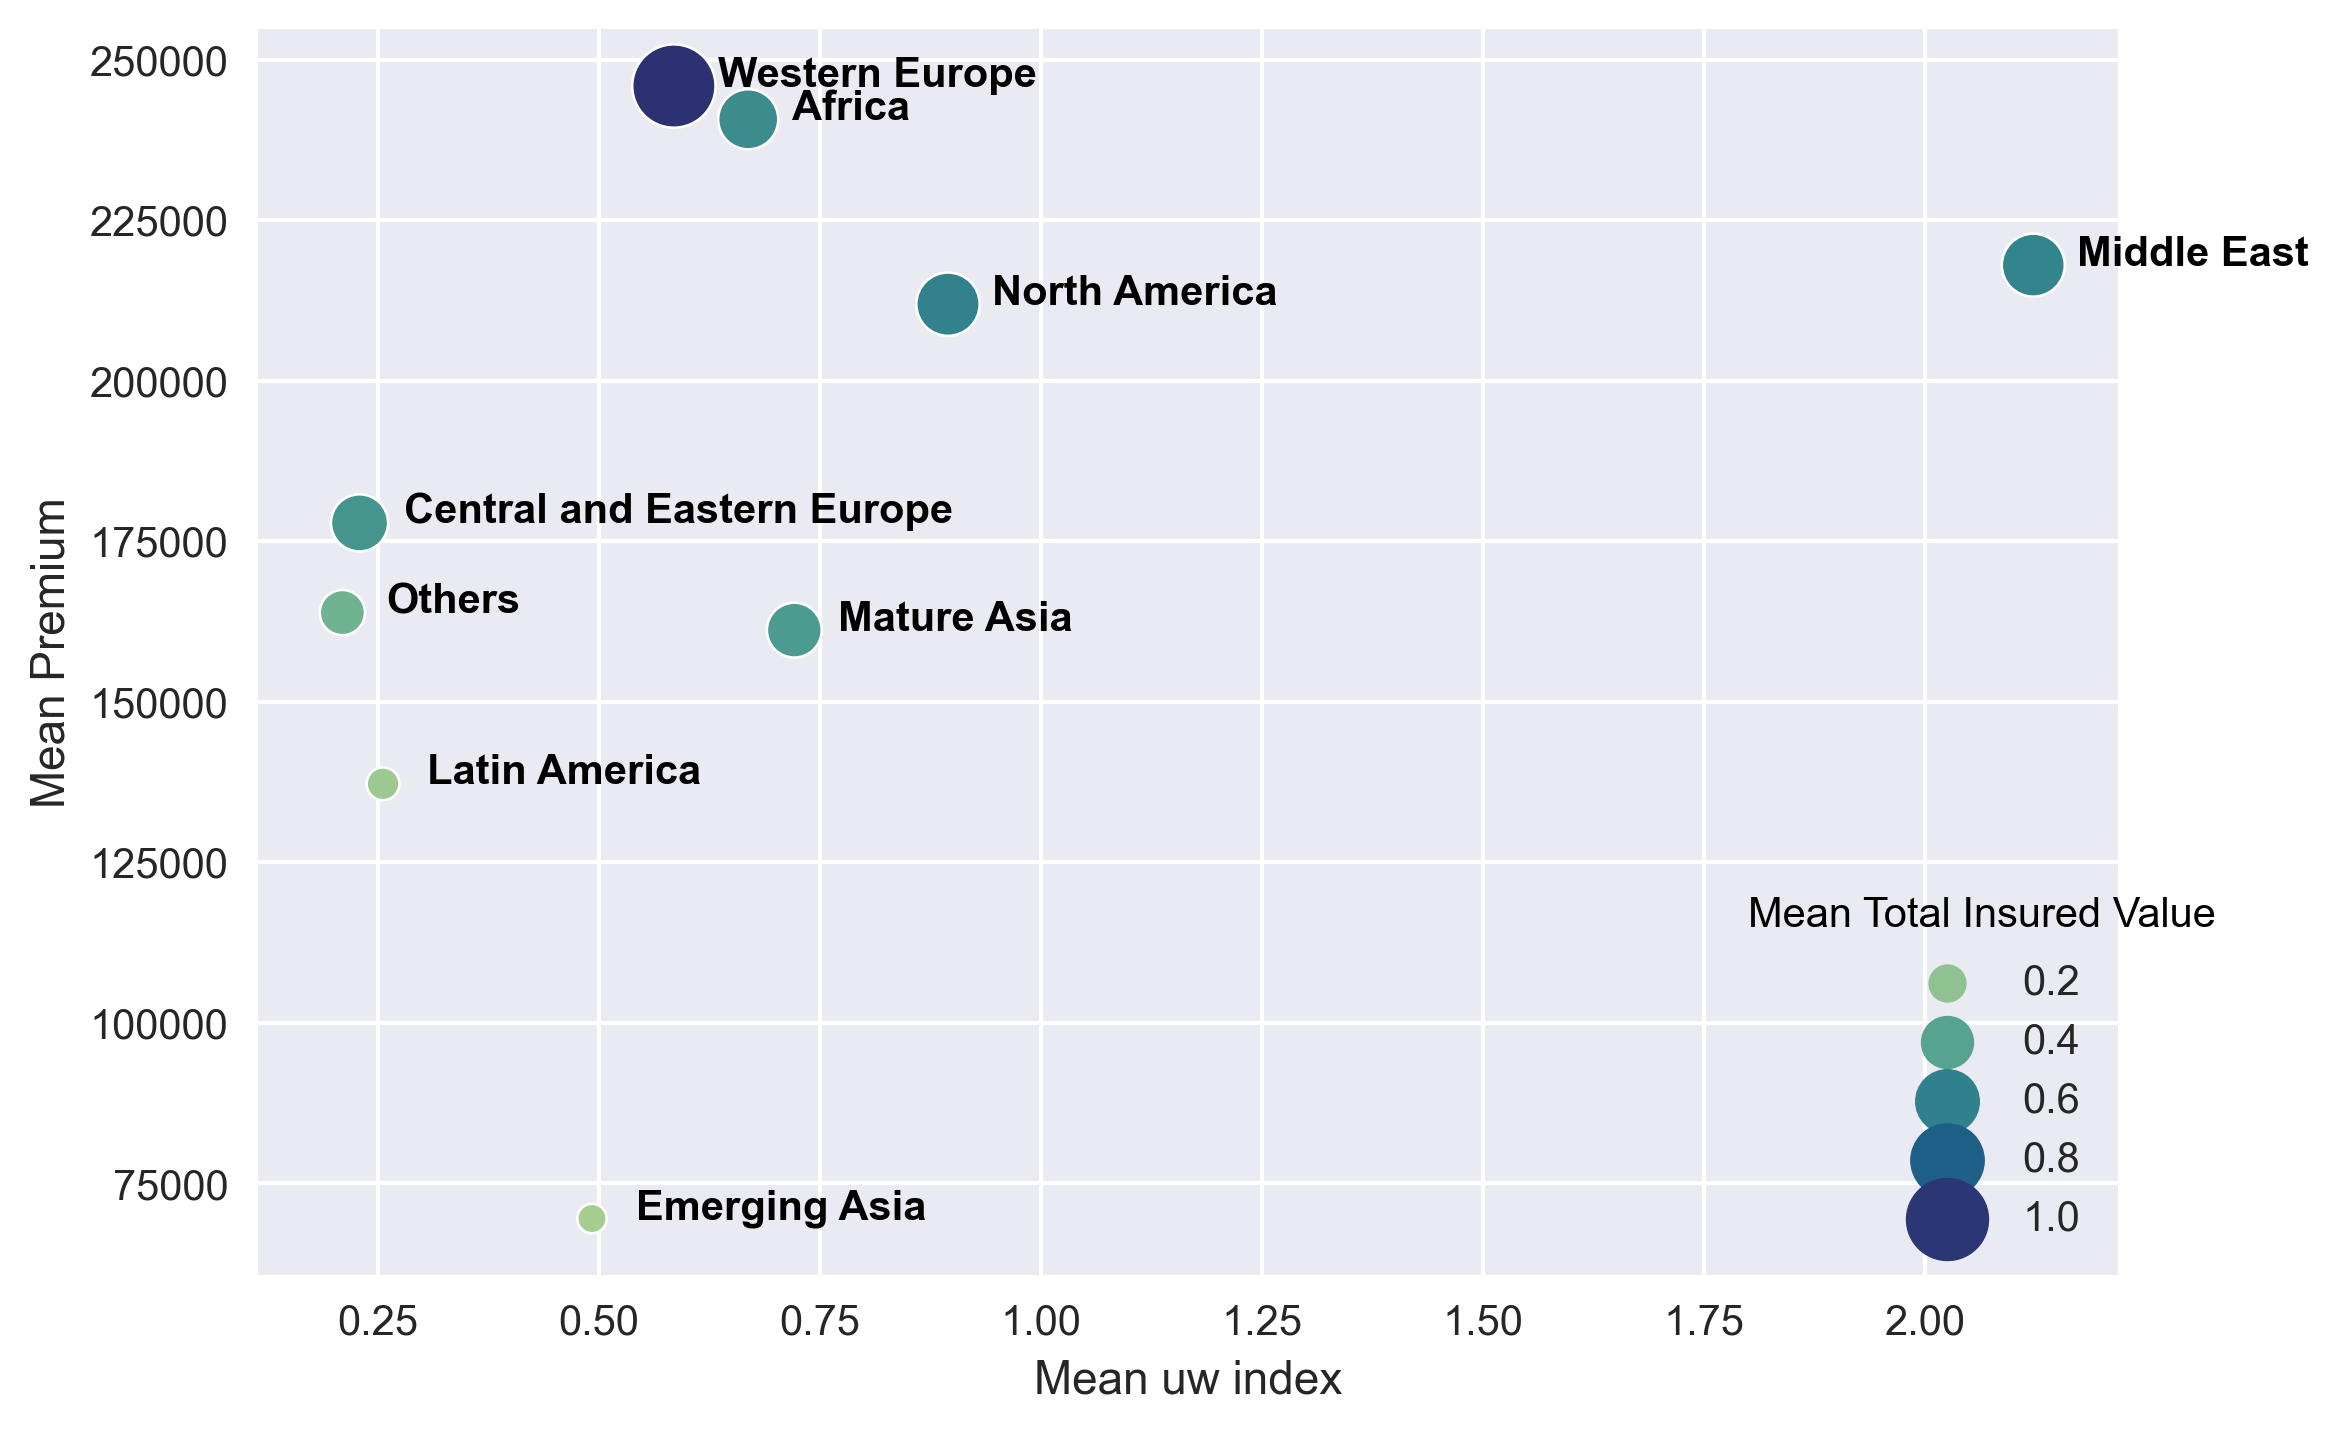 250000
Western Europe
Africa
225000
Middle East
North America
200000
Central and Eastern Europe
175000
Others
Mature Asia
150000
Latin America
125000
100000
75000
Emerging Asia
Mean Premium
Mean Total Insured Value
0.2
0.4
0.6
0.8
1.0
0.25 0.50 0.75 1.00 1.25 1.50 1.75 2.00
Mean uw index